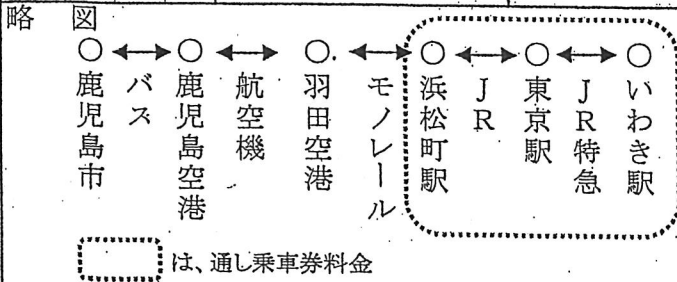 略 図
○ ←→ ○ ←→ ○ ←→ ○ ←→ ○ ←→ ○
鹿児島市
バス
鹿児島空港
航空機
羽田空港
モノレール
浜松町駅
JR
東京駅
JR特急
いわき駅
は、通し乗車券料金